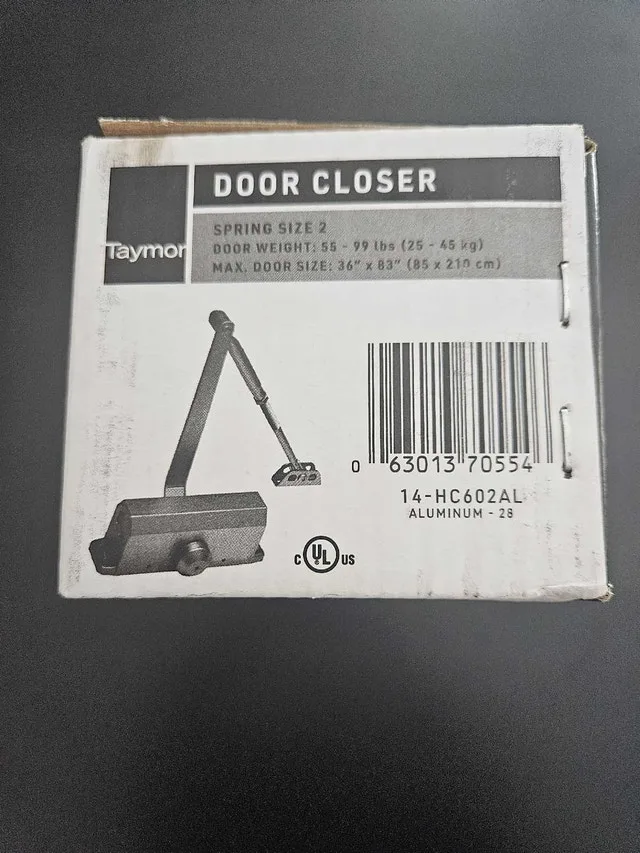 DOOR CLOSER
Taymor
SPRING SIZE 2
DOOR WEIGHT: 55 - 99 lbs (25 - 45 kg)
MAX. DOOR SIZE: 36" x 83" (85 x 210 cm)
0 63013 70554
14-HC602AL
ALUMINUM - 28
C UL US